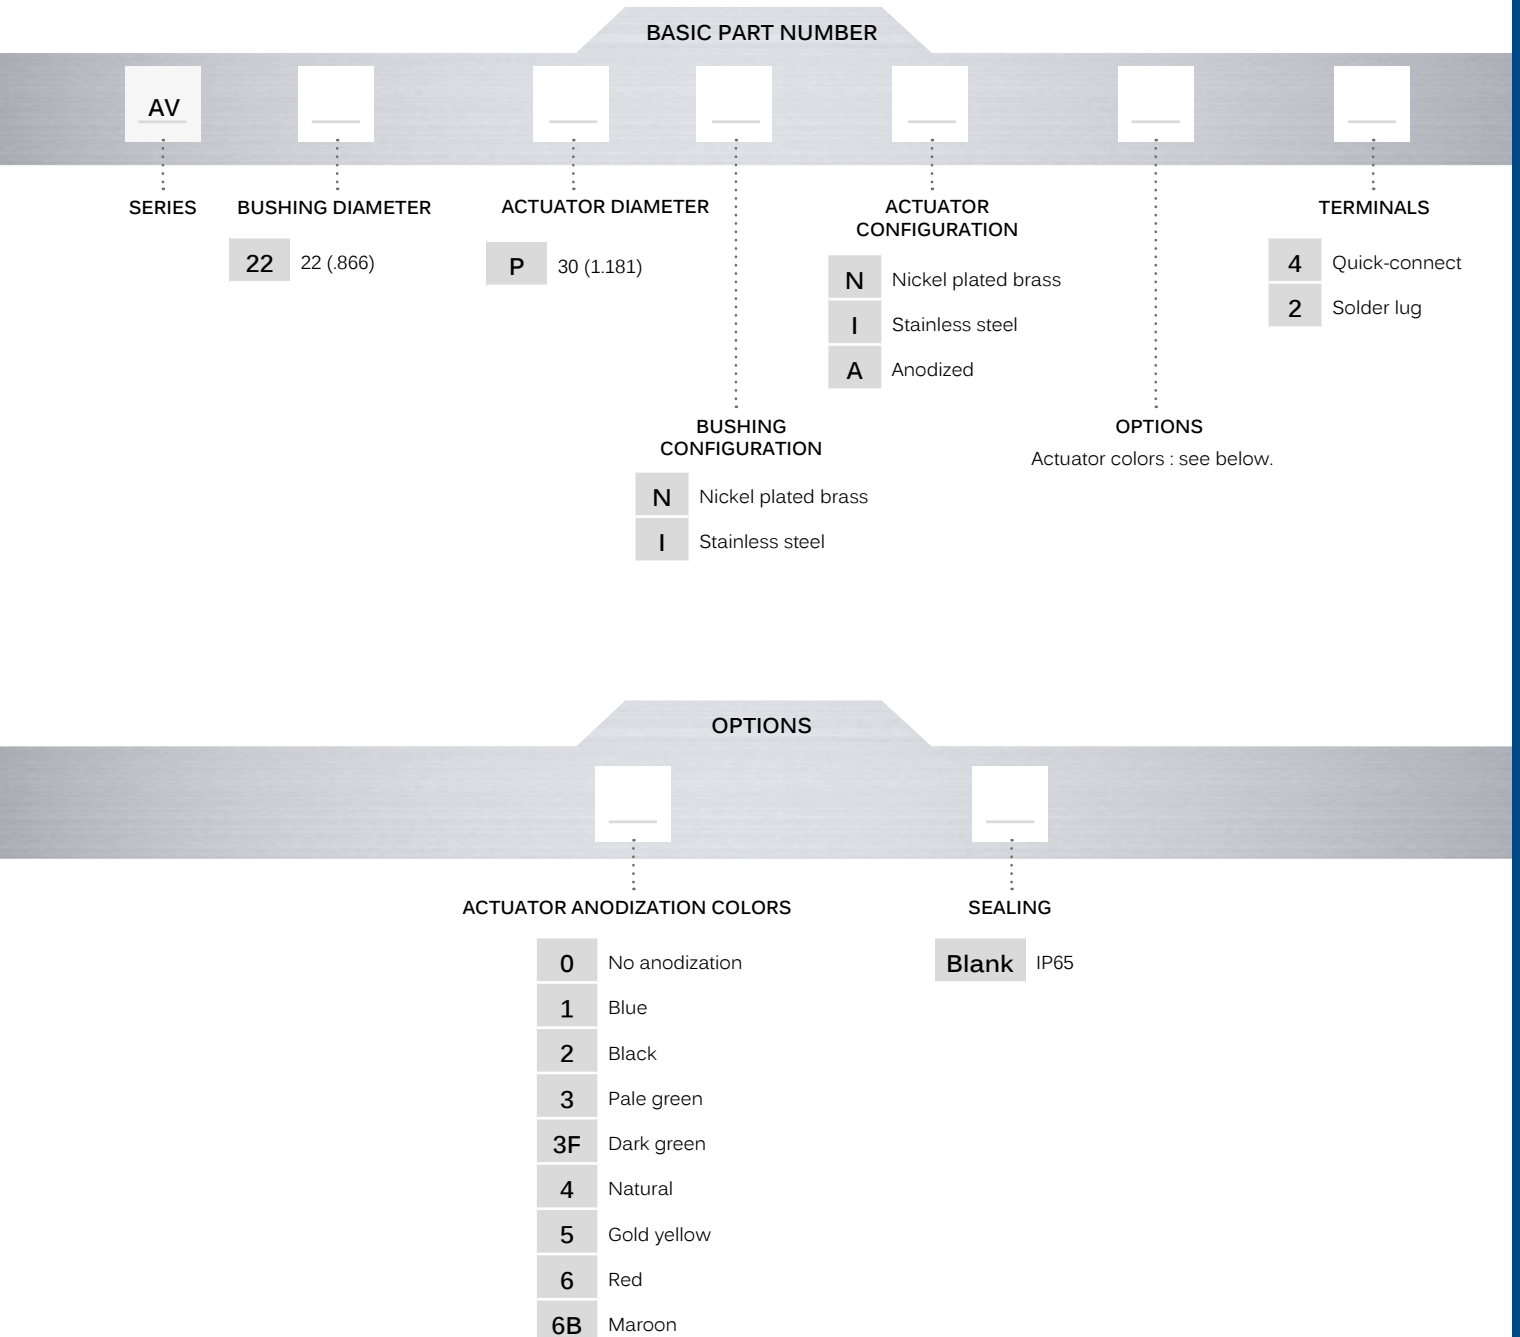 BASIC PART NUMBER
AV
SERIES
BUSHING DIAMETER
22 22 (.866)
ACTUATOR DIAMETER
P 30 (1.181)
BUSHING
CONFIGURATION
N Nickel plated brass
I Stainless steel
ACTUATOR
CONFIGURATION
N Nickel plated brass
I Stainless steel
A Anodized
OPTIONS
Actuator colors : see below.
TERMINALS
4 Quick-connect
2 Solder lug
OPTIONS
ACTUATOR ANODIZATION COLORS
0 No anodization
1 Blue
2 Black
3 Pale green
3F Dark green
4 Natural
5 Gold yellow
6 Red
6B Maroon
SEALING
Blank IP65